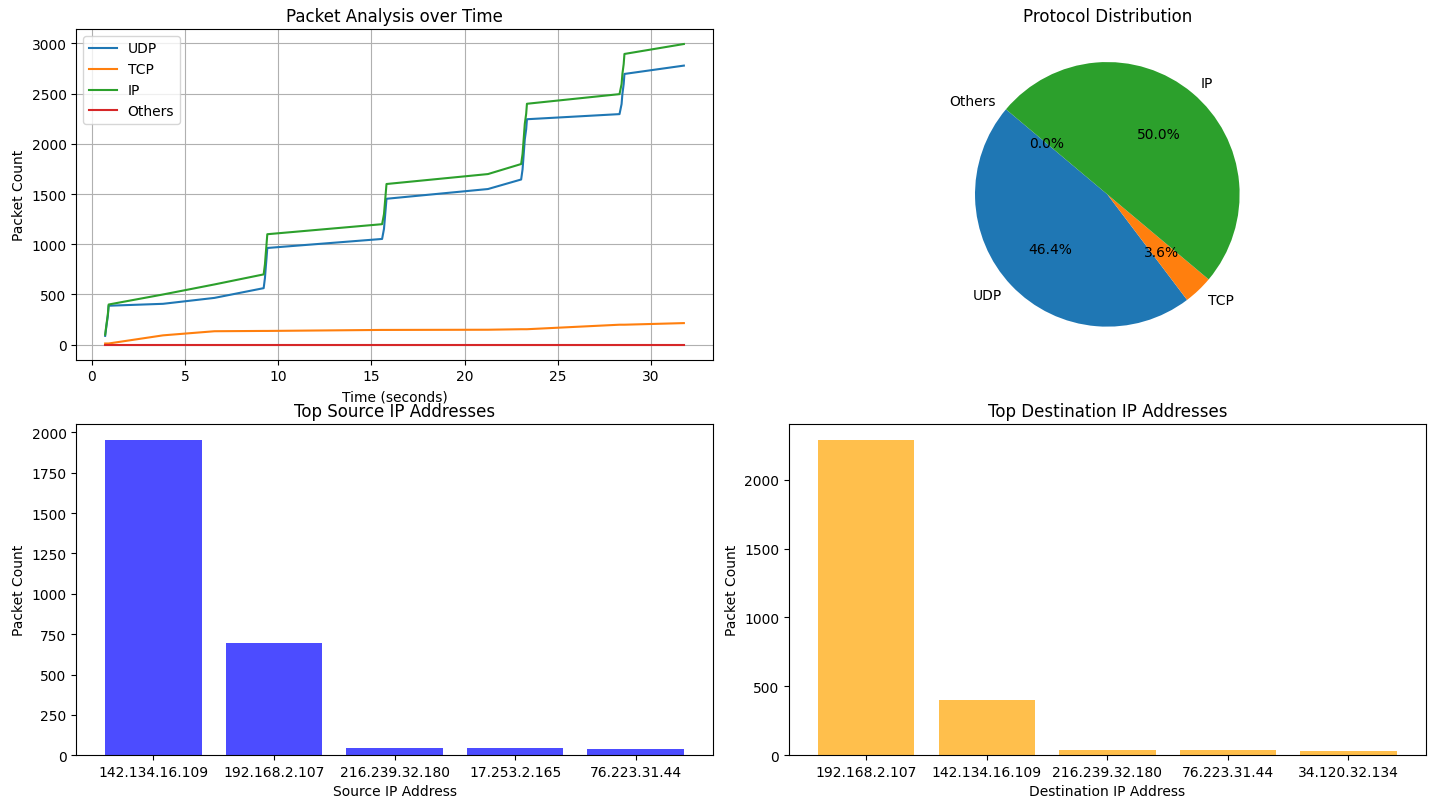 Packet Analysis over Time
UDP
TCP
IP
Others
3000
2500
2000
1500
1000
500
0
Packet Count
0 5 10 15 20 25 30
Time (seconds)
Protocol Distribution
Others
IP
0.0%
50.0%
46.4%
3.6%
UDP
TCP
Top Source IP Addresses
2000
1750
1500
1250
1000
750
500
250
0
Packet Count
142.134.16.109 192.168.2.107 216.239.32.180 17.253.2.165 76.223.31.44
Source IP Address
Top Destination IP Addresses
2000
1500
1000
500
0
Packet Count
192.168.2.107 142.134.16.109 216.239.32.180 76.223.31.44 34.120.32.134
Destination IP Address